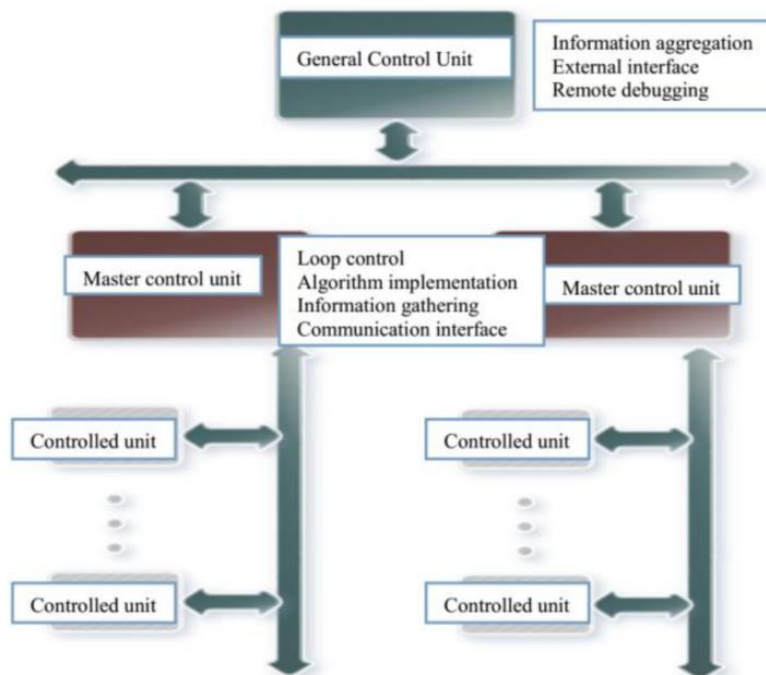 General Control Unit
Information aggregation
External interface
Remote debugging
Master control unit
Loop control
Algorithm implementation
Information gathering
Communication interface
Master control unit
Controlled unit
Controlled unit
Controlled unit
Controlled unit